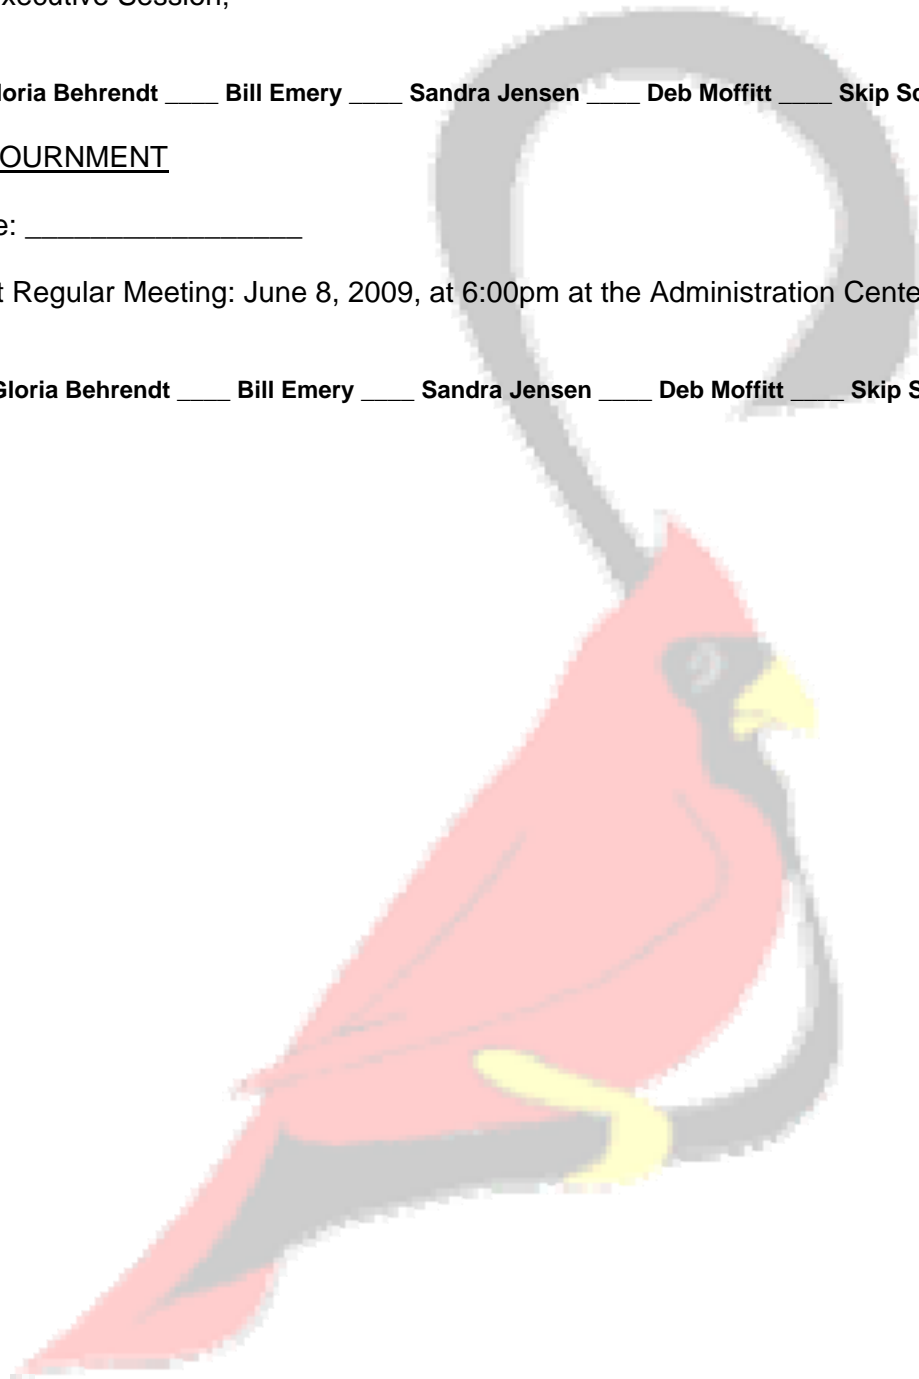 xecutive Session,
loria Behrendt ____ Bill Emery ____ Sandra Jensen ____ Deb Moffitt ____ Skip Sc
OURNMENT
e: _________________
t Regular Meeting: June 8, 2009, at 6:00pm at the Administration Cente
Gloria Behrendt ____ Bill Emery ____ Sandra Jensen ____ Deb Moffitt ____ Skip S